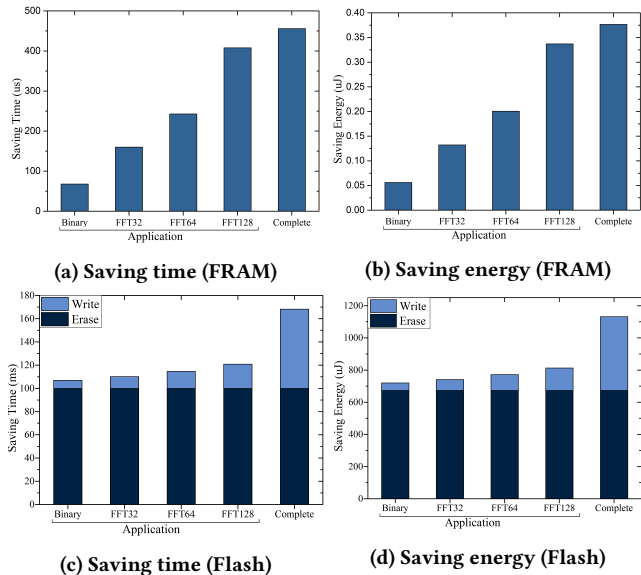 500
400
300
200
100
0
Saving Time (us)
Binary FFT32 FFT64 FFT128 Complete
Application
(a) Saving time (FRAM)
0.40
0.35
0.30
0.25
0.20
0.15
0.10
0.05
0.00
Saving Energy (uJ)
Binary FFT32 FFT64 FFT128 Complete
Application
(b) Saving energy (FRAM)
180
160
140
120
100
80
60
40
20
0
Saving Time (ms)
Write
Erase
Binary FFT32 FFT64 FFT128 Complete
Application
(c) Saving time (Flash)
1200
1000
800
600
400
200
0
Saving Energy (uJ)
Write
Erase
Binary FFT32 FFT64 FFT128 Complete
Application
(d) Saving energy (Flash)